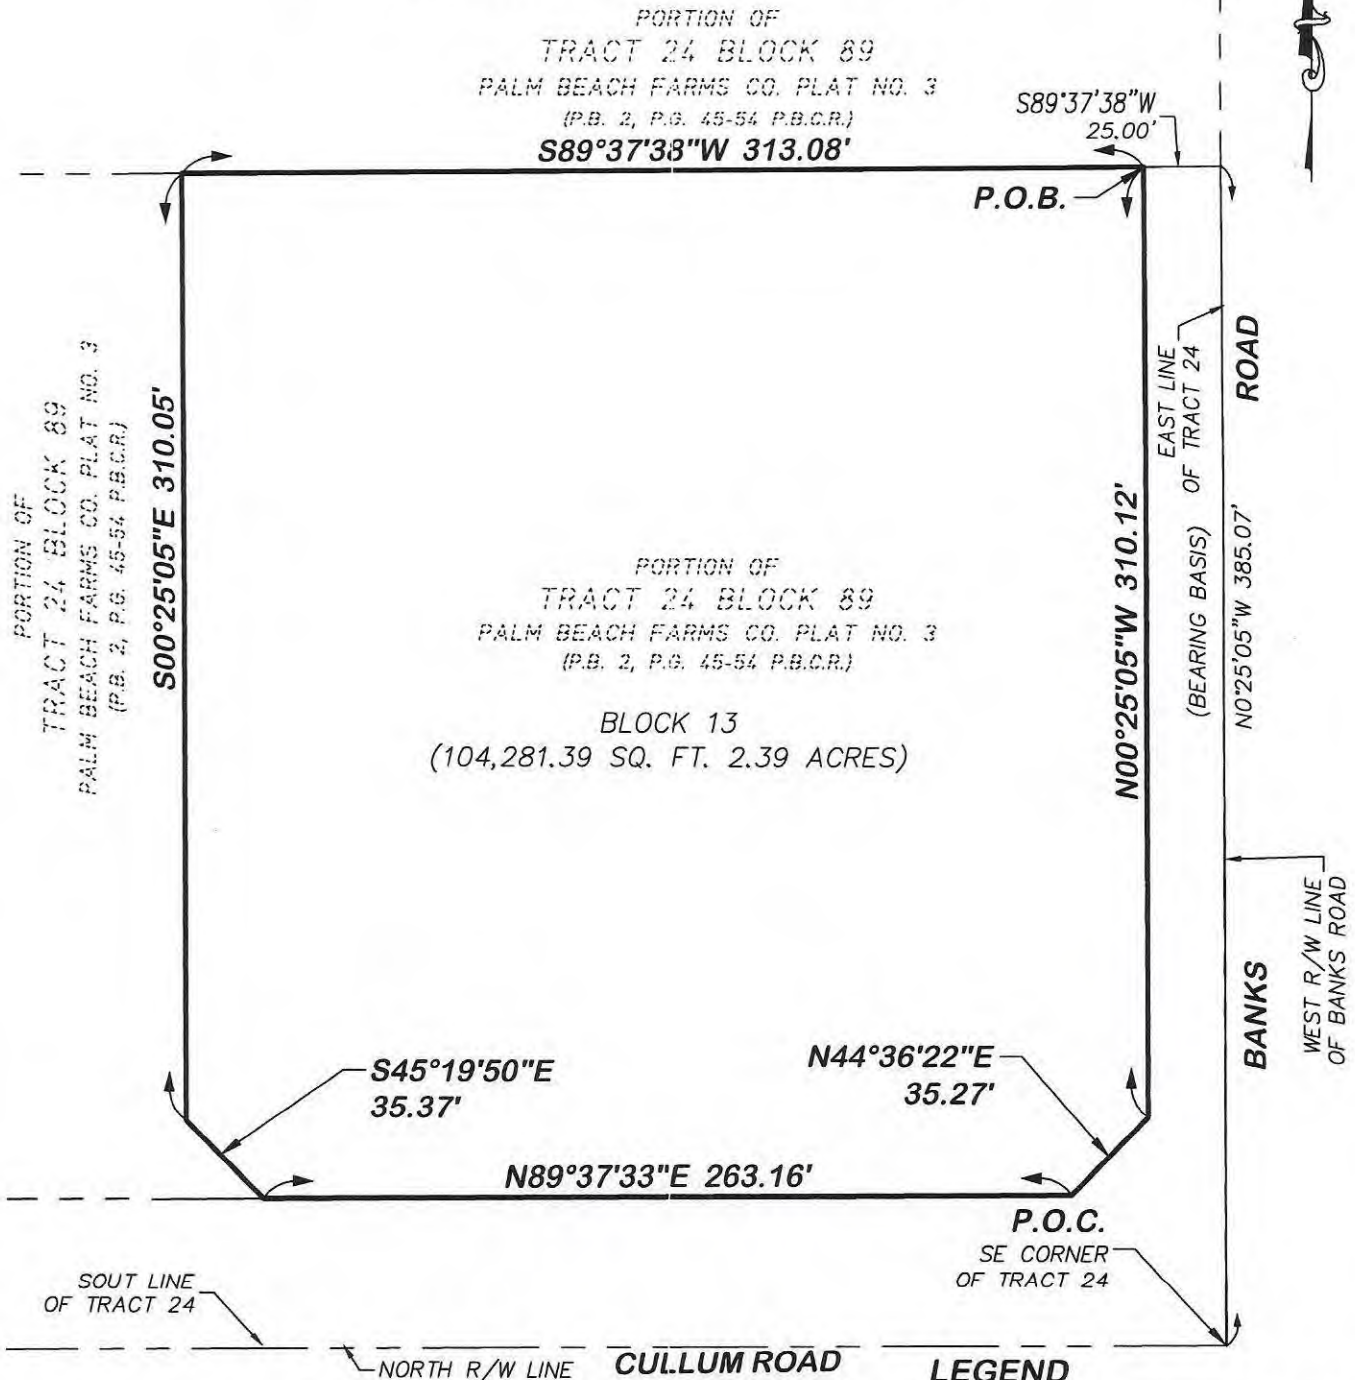 PORTION OF
TRACT 24 BLOCK 89
PALM BEACH FARMS CO. PLAT NO. 3
(P.B. 2, P.G. 45-54 P.B.C.R.)
S89°37'38"W
25.00'
S89°37'38"W 313.08'
P.O.B.
PORTION OF
TRACT 24 BLOCK 89
PALM BEACH FARMS CO. PLAT NO. 3
(P.B. 2, P.G. 45-54 P.B.C.R.)
S00°25'05"E 310.05'
PORTION OF
TRACT 24 BLOCK 89
PALM BEACH FARMS CO. PLAT NO. 3
(P.B. 2, P.G. 45-54 P.B.C.R.)
BLOCK 13
(104,281.39 SQ. FT. 2.39 ACRES)
N00°25'05"W 310.12'
EAST LINE
OF TRACT 24
(BEARING BASIS)
N0°25'05"W 385.07'
ROAD
BANKS
WEST R/W LINE
OF BANKS ROAD
S45°19'50"E
35.37'
N44°36'22"E
35.27'
N89°37'33"E 263.16'
P.O.C.
SE CORNER
OF TRACT 24
SOUT LINE
OF TRACT 24
NORTH R/W LINE
CULLUM ROAD
LEGEND